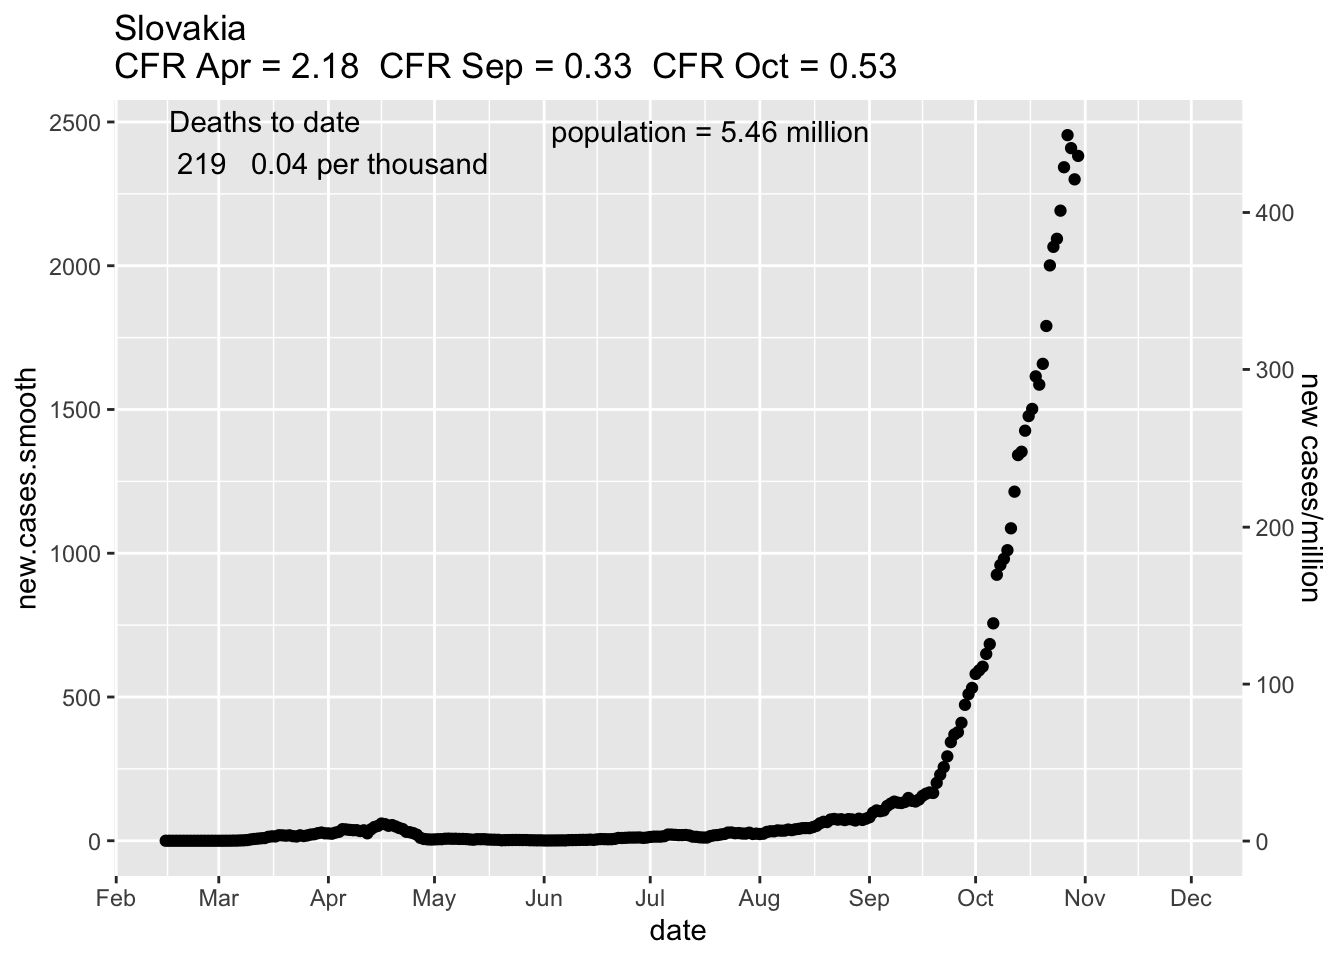 Slovakia
CFR Apr = 2.18  CFR Sep = 0.33  CFR Oct = 0.53
Deaths to date
219   0.04 per thousand
population = 5.46 million
new.cases.smooth
2500
2000
1500
1000
500
0
400
300
200
100
0
new cases/million
Feb Mar Apr May Jun Jul Aug Sep Oct Nov Dec
date